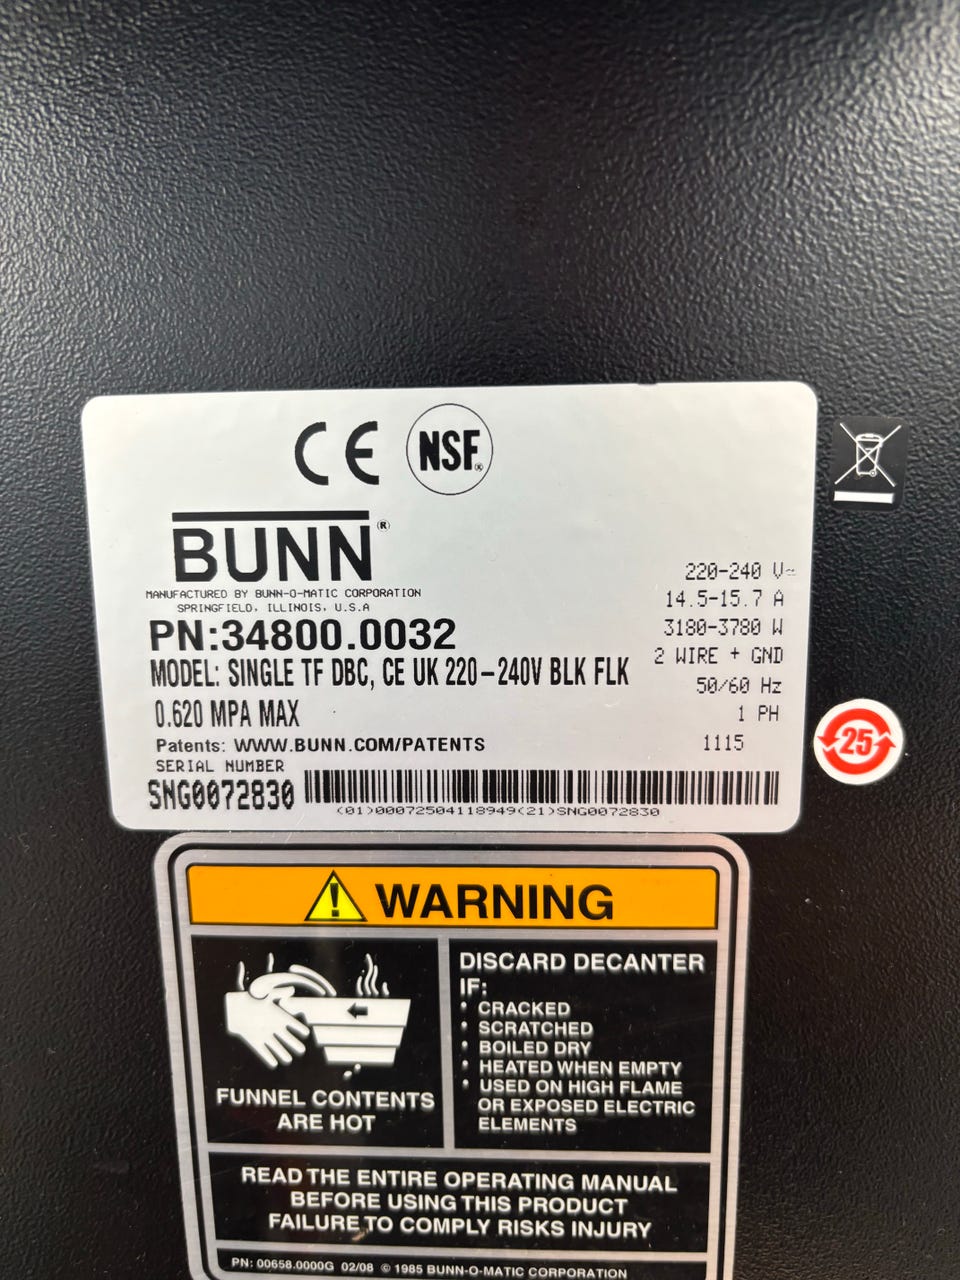 CE NSF®
BUNN®
MANUFACTURED BY BUNN-O-MATIC CORPORATION
SPRINGFIELD, ILLINOIS, U.S.A
PN:34800.0032
MODEL: SINGLE TF DBC, CE UK 220-240V BLK FLK
0.620 MPA MAX
Patents: WWW.BUNN.COM/PATENTS
SERIAL NUMBER
SNG0072830
(01)00072504118949(21)SNG0072830
220-240 V~
14.5-15.7 A
3180-3780 W
2 WIRE + GND
50/60 Hz
1 PH
1115
25
WARNING
FUNNEL CONTENTS
ARE HOT
DISCARD DECANTER
IF:
• CRACKED
• SCRATCHED
• BOILED DRY
• HEATED WHEN EMPTY
• USED ON HIGH FLAME
OR EXPOSED ELECTRIC
ELEMENTS
READ THE ENTIRE OPERATING MANUAL
BEFORE USING THIS PRODUCT
FAILURE TO COMPLY RISKS INJURY
PN: 00658.0000G 02/08 © 1985 BUNN-O-MATIC CORPORATION